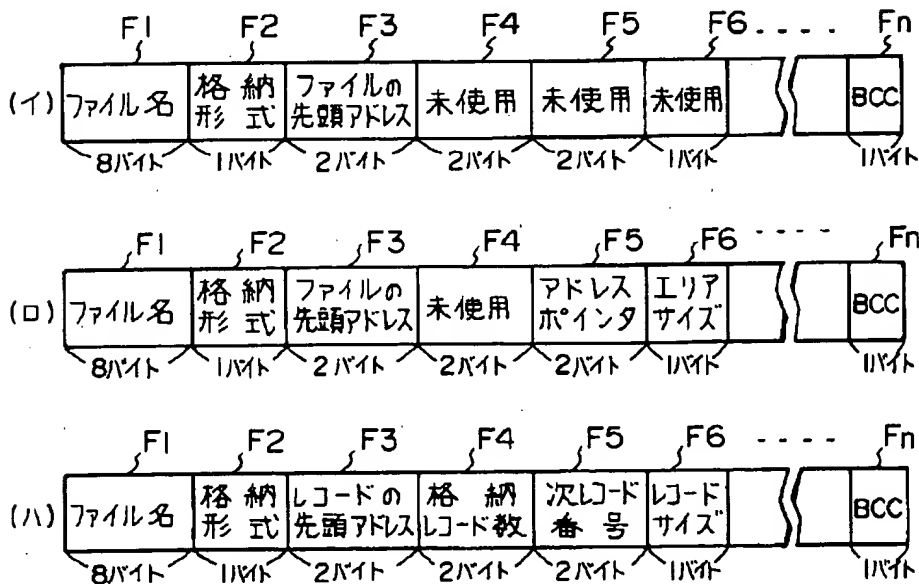 F1 F2 F3 F4 F5 F6 - - - - Fn
(イ) ファイル名 格納形式 ファイルの先頭アドレス 未使用 未使用 未使用 BCC
8バイト 1バイト 2バイト 2バイト 2バイト 1バイト 1バイト
F1 F2 F3 F4 F5 F6 - - - - Fn
(ロ) ファイル名 格納形式 ファイルの先頭アドレス 未使用 アドレスポインタ エリアサイズ BCC
8バイト 1バイト 2バイト 2バイト 2バイト 1バイト 1バイト
F1 F2 F3 F4 F5 F6 - - - - Fn
(ハ) ファイル名 格納形式 レコードの先頭アドレス 格納レコード数 次レコード番号 レコードサイズ BCC
8バイト 1バイト 2バイト 2バイト 2バイト 1バイト 1バイト